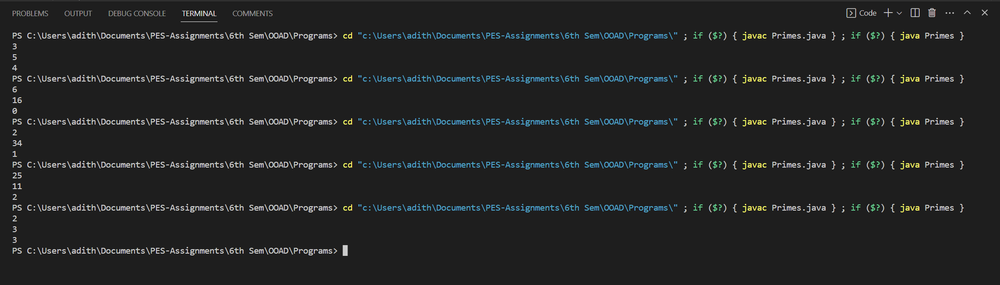 PROBLEMS OUTPUT DEBUG CONSOLE TERMINAL COMMENTS Code
PS C:\Users\adith\Documents\PES-Assignments\6th Sem\OOAD\Programs> cd "c:\Users\adith\Documents\PES-Assignments\6th Sem\OOAD\Programs\" ; if ($?) { javac Primes.java } ; if ($?) { java Primes }
3
5
4
PS C:\Users\adith\Documents\PES-Assignments\6th Sem\OOAD\Programs> cd "c:\Users\adith\Documents\PES-Assignments\6th Sem\OOAD\Programs\" ; if ($?) { javac Primes.java } ; if ($?) { java Primes }
6
16
0
PS C:\Users\adith\Documents\PES-Assignments\6th Sem\OOAD\Programs> cd "c:\Users\adith\Documents\PES-Assignments\6th Sem\OOAD\Programs\" ; if ($?) { javac Primes.java } ; if ($?) { java Primes }
2
34
1
PS C:\Users\adith\Documents\PES-Assignments\6th Sem\OOAD\Programs> cd "c:\Users\adith\Documents\PES-Assignments\6th Sem\OOAD\Programs\" ; if ($?) { javac Primes.java } ; if ($?) { java Primes }
25
11
2
PS C:\Users\adith\Documents\PES-Assignments\6th Sem\OOAD\Programs> cd "c:\Users\adith\Documents\PES-Assignments\6th Sem\OOAD\Programs\" ; if ($?) { javac Primes.java } ; if ($?) { java Primes }
2
3
3
PS C:\Users\adith\Documents\PES-Assignments\6th Sem\OOAD\Programs>